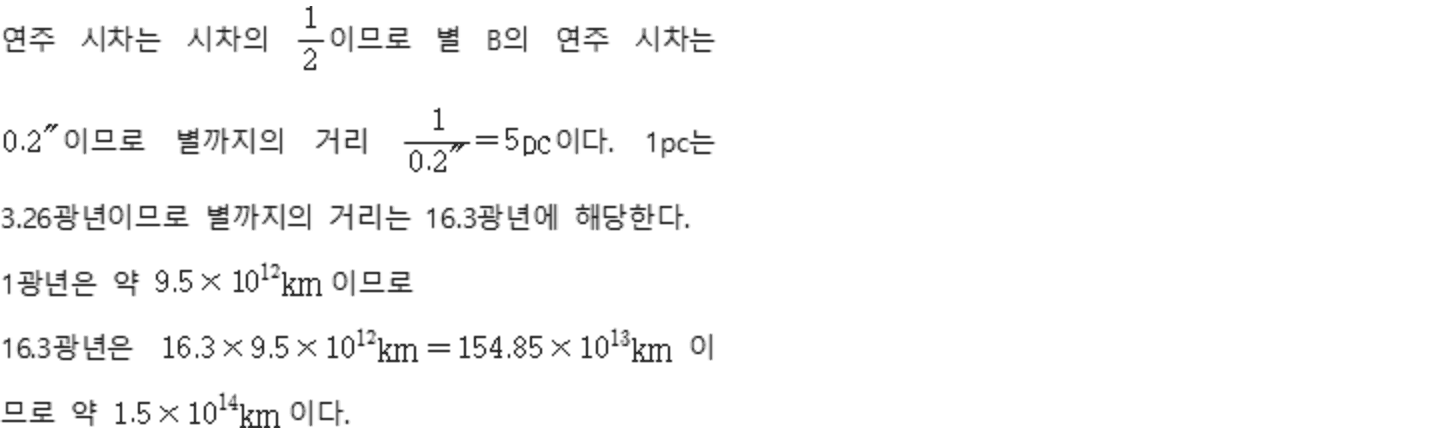 연주 시차는 시차의 $\frac{1}{2}$이므로 별 B의 연주 시차는
0.2″이므로 별까지의 거리 $\frac{1}{0.2″}$=5pc이다. 1pc는
3.26광년이므로 별까지의 거리는 16.3광년에 해당한다.
1광년은 약 9.5×10¹²km 이므로
16.3광년은 16.3×9.5×10¹²km=154.85×10¹³km 이
므로 약 1.5×10¹⁴km 이다.